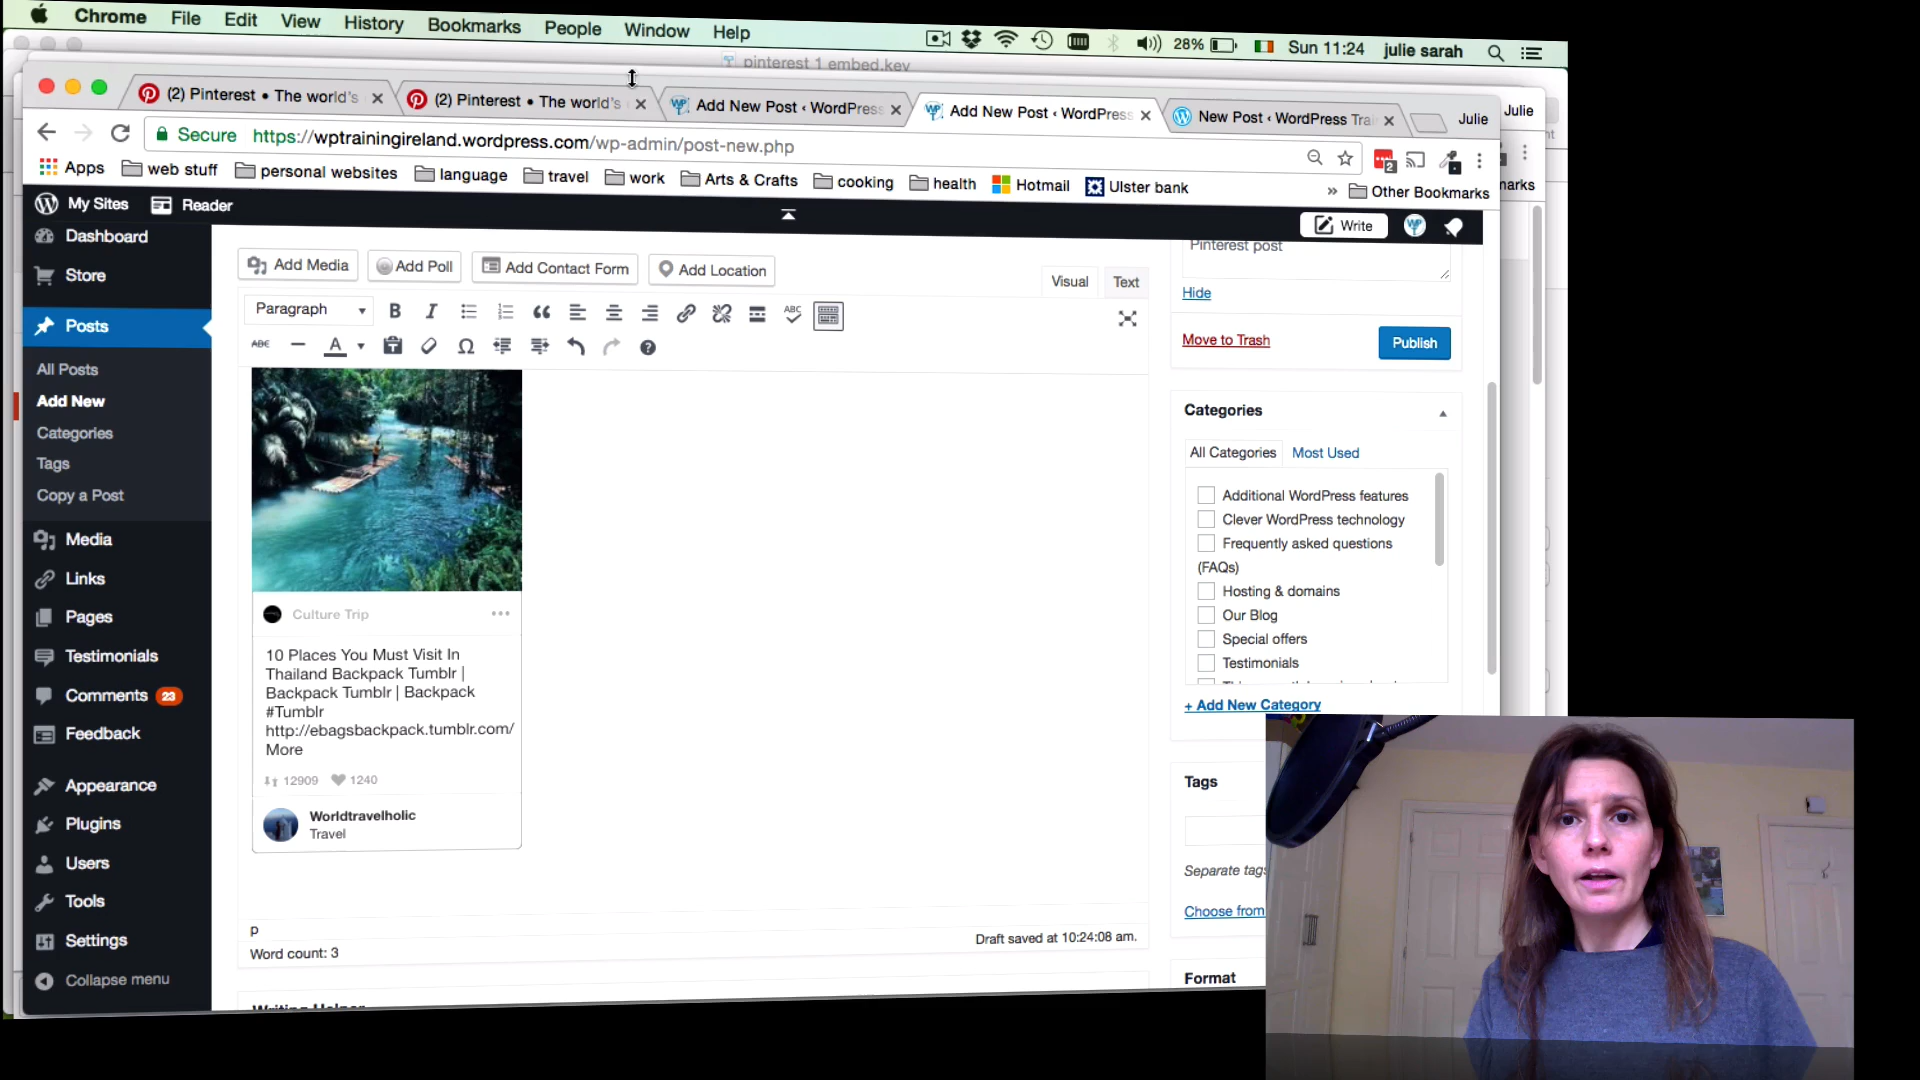 Chrome File Edit View History Bookmarks People Window Help 28% Sun 11:24 julie sarah
pinterest 1 embed.key
(2) Pinterest • The world's (2) Pinterest • The world's Add New Post ‹ WordPress Add New Post ‹ WordPress New Post ‹ WordPress Trai Julie Julie
Secure https://wptrainingireland.wordpress.com/wp-admin/post-new.php 2
Apps web stuff personal websites language travel work Arts & Crafts cooking health Hotmail Ulster bank » Other Bookmarks marks
My Sites Reader Write
Dashboard
Store
Posts
All Posts
Add New
Categories
Tags
Copy a Post
Media
Links
Pages
Testimonials
Comments 23
Feedback
Appearance
Plugins
Users
Tools
Settings
Collapse menu
Add Media Add Poll Add Contact Form Add Location
Visual Text
Paragraph B I ABC
ABC A Ω
Culture Trip
10 Places You Must Visit In
Thailand Backpack Tumblr |
Backpack Tumblr | Backpack
#Tumblr
http://ebagsbackpack.tumblr.com/
More
12909 1240
Worldtravelholic
Travel
p
Word count: 3
Draft saved at 10:24:08 am.
Writing Helper
Pinterest post
Hide
Move to Trash Publish
Categories
All Categories Most Used
Additional WordPress features
Clever WordPress technology
Frequently asked questions
(FAQs)
Hosting & domains
Our Blog
Special offers
Testimonials
+ Add New Category
Tags
Separate tags
Choose from
Format